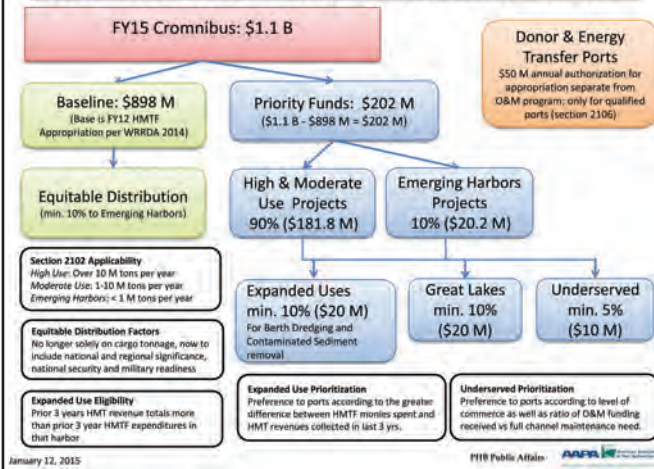 FY15 Cromnibus: $1.1 B
Donor & Energy
Transfer Ports
$50 M annual authorization for
appropriation separate from
O&M program; only for qualified
ports (section 2106)
Baseline: $898 M
(Base is FY12 HMTF
Appropriation per WRRDA 2014)
Priority Funds: $202 M
($1.1 B - $898 M = $202 M)
Equitable Distribution
(min. 10% to Emerging Harbors)
High & Moderate
Use Projects
90% ($181.8 M)
Emerging Harbors
Projects
10% ($20.2 M)
Section 2102 Applicability
High Use: Over 10 M tons per year
Moderate Use: 1-10 M tons per year
Emerging Harbors: < 1 M tons per year
Expanded Uses
min. 10% ($20 M)
For Berth Dredging and
Contaminated Sediment
removal
Great Lakes
min. 10%
($20 M)
Underserved
min. 5%
($10 M)
Equitable Distribution Factors
No longer solely on cargo tonnage, now to
include national and regional significance,
national security and military readiness
Expanded Use Eligibility
Prior 3 years HMT revenue totals more
than prior 3 year HMTF expenditures in
that harbor
Expanded Use Prioritization
Preference to ports according to the greater
difference between HMTF monies spent and
HMT revenues collected in last 3 yrs.
Underserved Prioritization
Preference to ports according to level of
commerce as well as ratio of O&M funding
received vs full channel maintenance need.
January 12, 2015
Public Affairs
AAPA